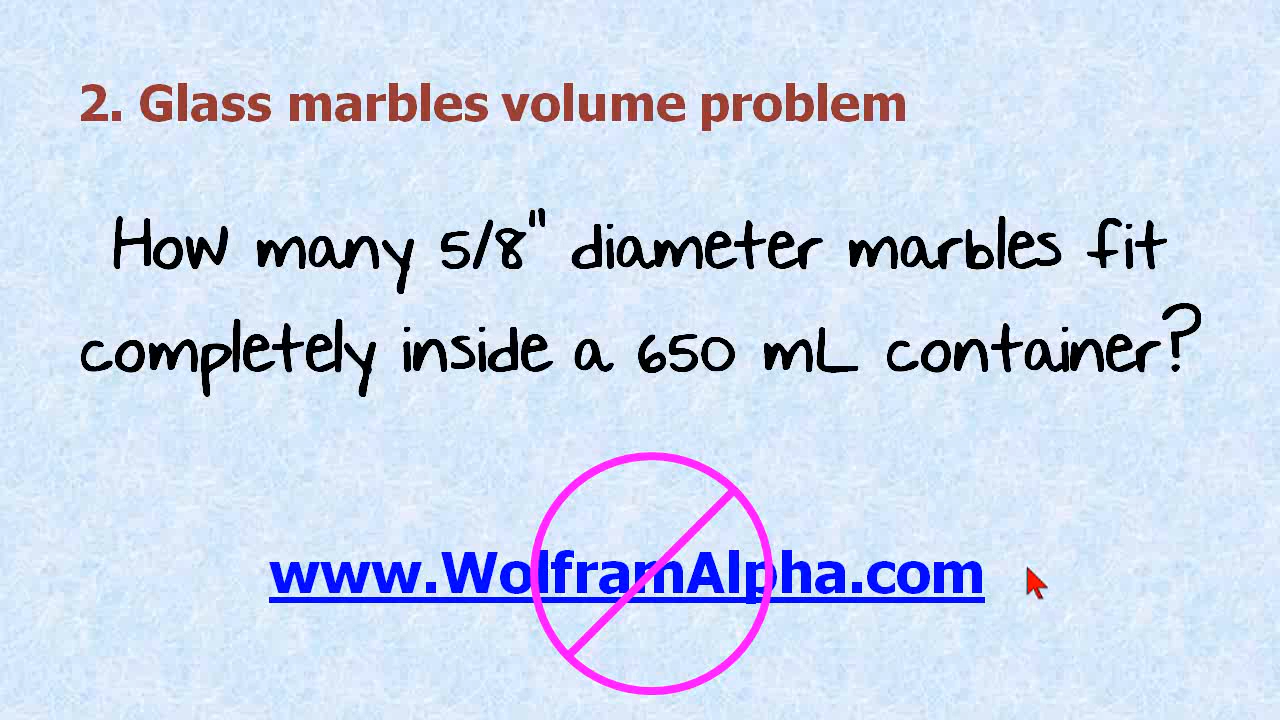 2. Glass marbles volume problem
How many 5/8" diameter marbles fit
completely inside a 650 mL container?
www.WolframAlpha.com